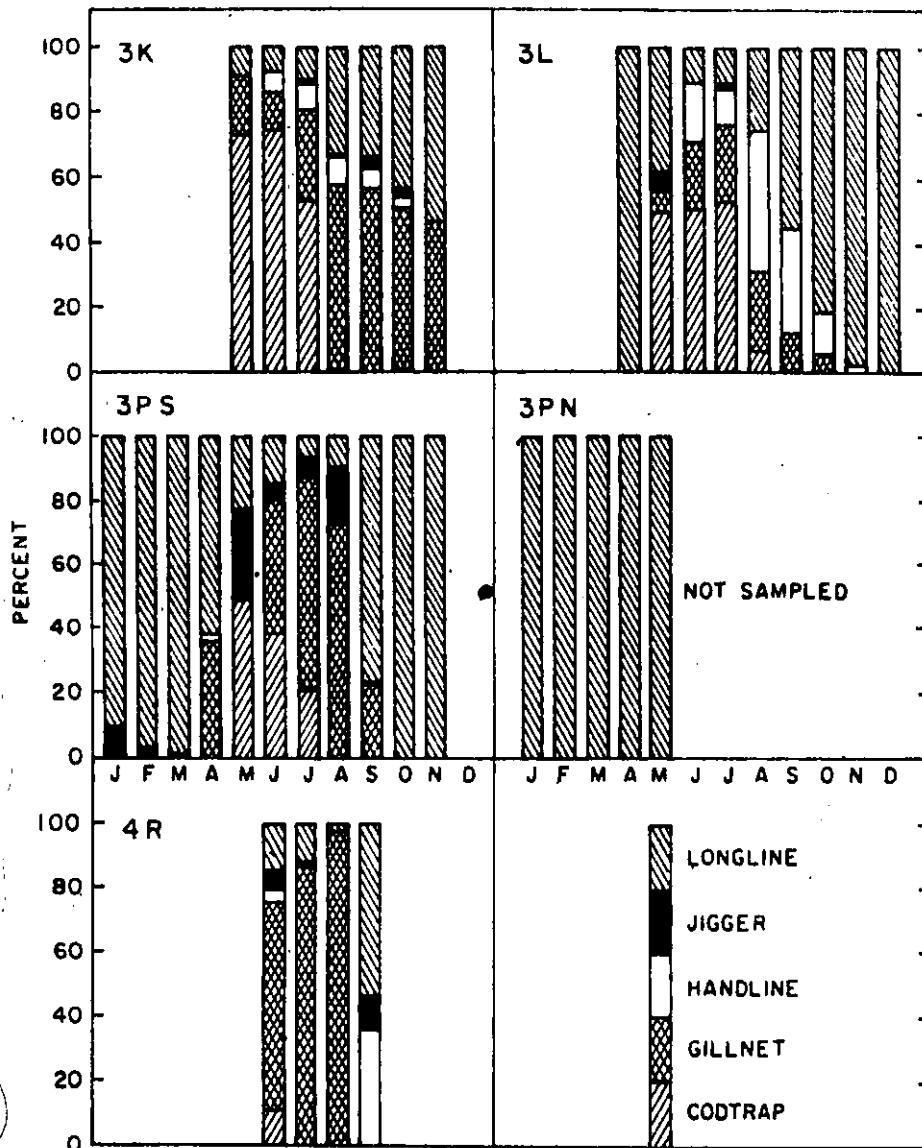 3K
100
80
60
40
20
0
3L
3PS
100
80
60
40
20
0
PERCENT
J F M A M J J A S O N D
3PN
NOT SAMPLED
J F M A M J J A S O N D
4R
100
80
60
40
20
0
LONGLINE
JIGGER
HANDLINE
GILLNET
CODTRAP